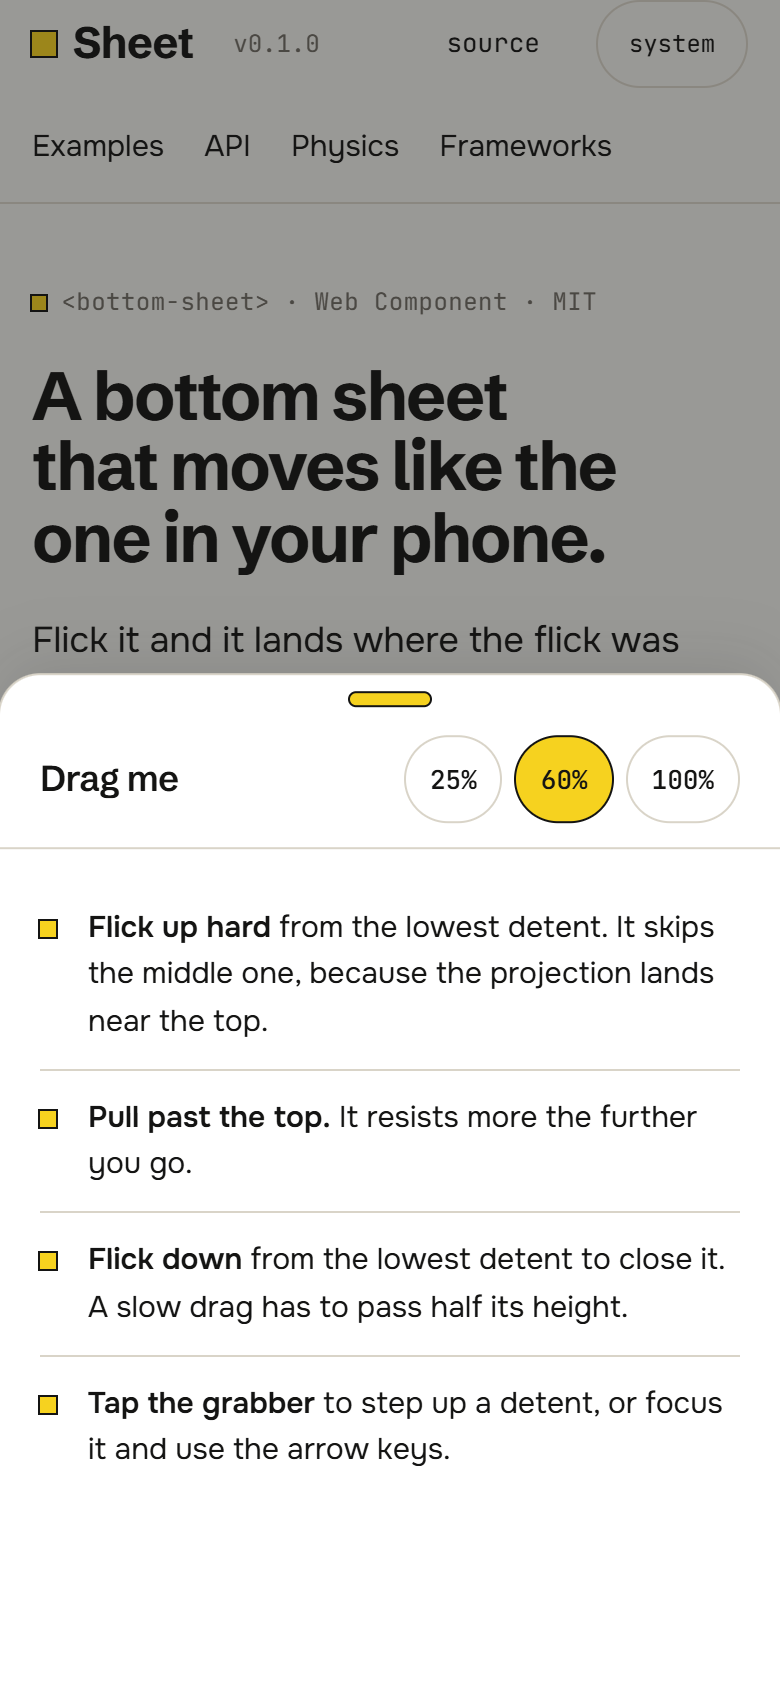 Sheet v0.1.0 source system
Examples API Physics Frameworks
<bottom-sheet> · Web Component · MIT
A bottom sheet
that moves like the
one in your phone.
Flick it and it lands where the flick was
Drag me 25% 60% 100%
Flick up hard from the lowest detent. It skips
the middle one, because the projection lands
near the top.
Pull past the top. It resists more the further
you go.
Flick down from the lowest detent to close it.
A slow drag has to pass half its height.
Tap the grabber to step up a detent, or focus
it and use the arrow keys.